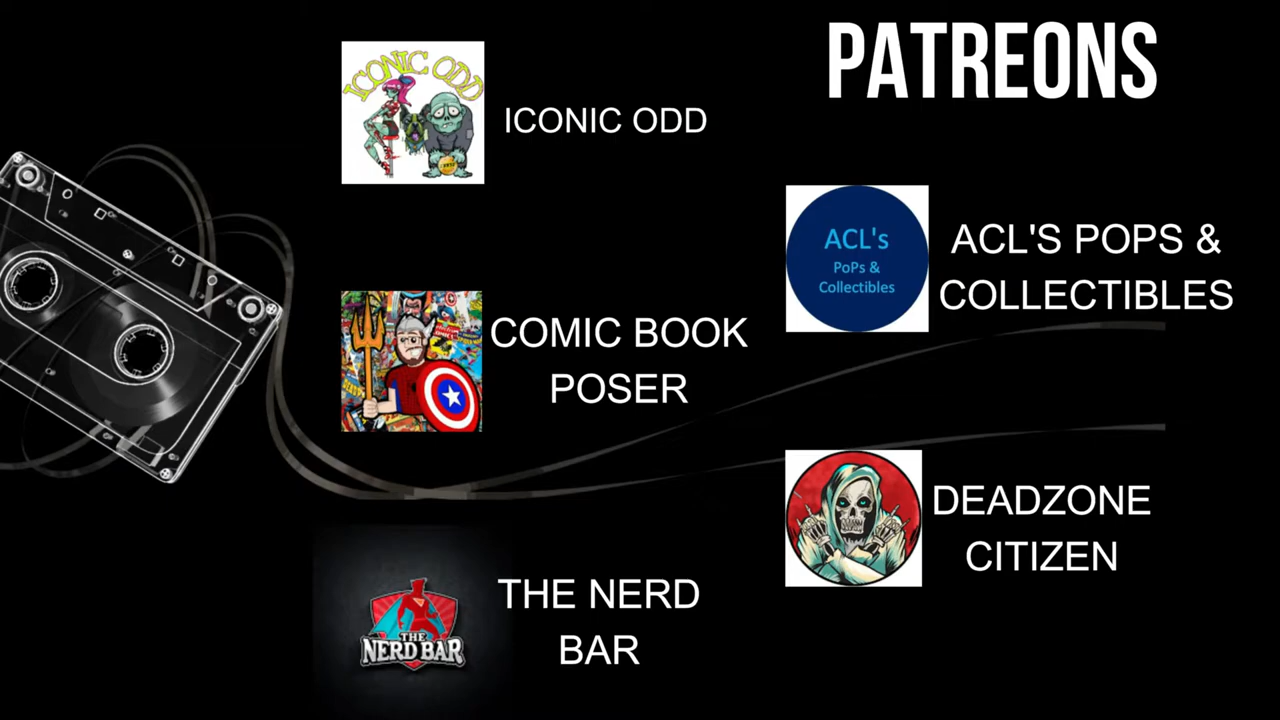 PATREONS
ICONIC ODD
ICONIC ODD
ACL's
PoPs &
Collectibles
ACL'S POPS &
COLLECTIBLES
COMIC BOOK
POSER
DEADZONE
CITIZEN
THE
NERD BAR
THE NERD
BAR